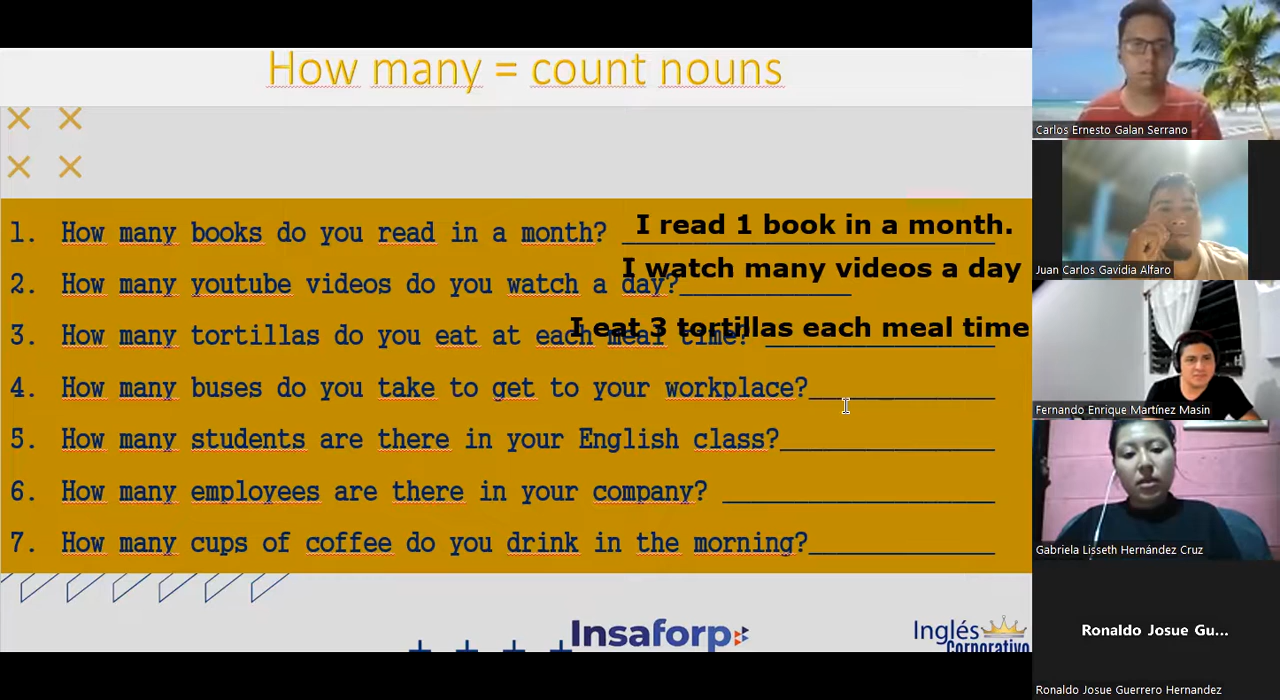 How many = count nouns
1. How many books do you read in a month? I read 1 book in a month.
I watch many videos a day
2. How many youtube videos do you watch a day?
3. How many tortillas do you eat at each meal time? I eat 3 tortillas each meal time
4. How many buses do you take to get to your workplace?
5. How many students are there in your English class?
6. How many employees are there in your company?
7. How many cups of coffee do you drink in the morning?
Insaforp
Inglés
Corporativo
Carlos Ernesto Galan Serrano
Juan Carlos Gavidia Alfaro
Fernando Enrique Martínez Masin
Gabriela Lisseth Hernández Cruz
Ronaldo Josue Gu...
Ronaldo Josue Guerrero Hernandez